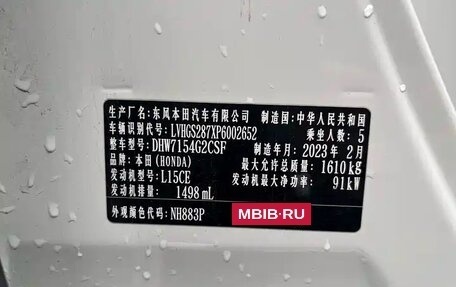 生产厂名:东风本田汽车有限公司 制造国:中华人民共和国
车辆识别代号:LVHGS287XP6002652 乘坐人数:5
整车型号:DHW7154G2CSF 制造年月:2023年2月
品牌:本田(HONDA) 最大允许总质量:1610kg
发动机型号:L15CE 发动机最大净功率:91kW
发动机排量:1498mL
外观颜色代码:NH883P
MBIB.RU